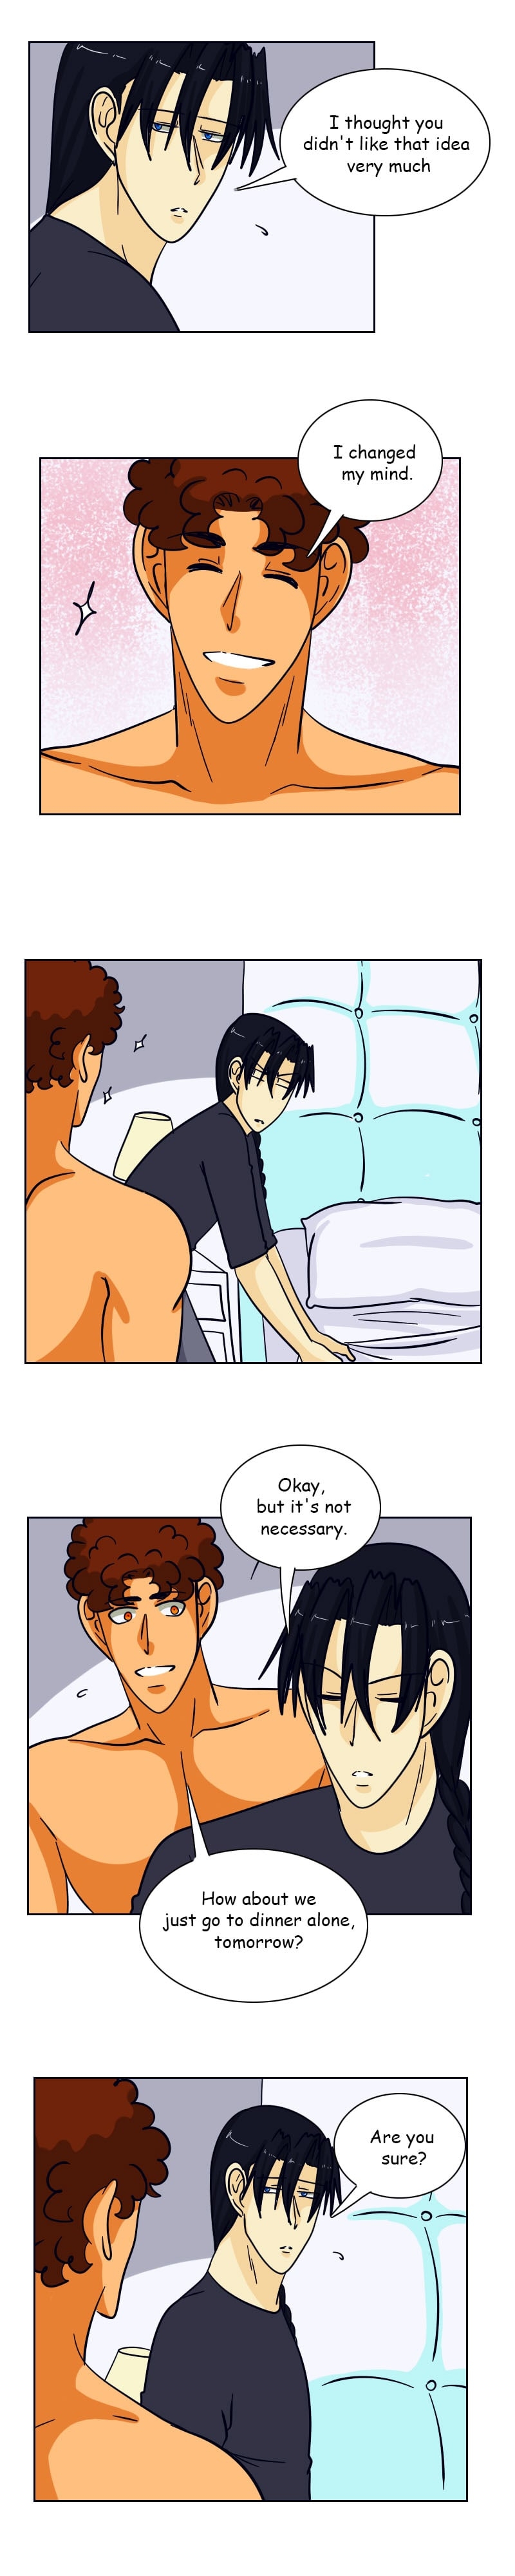 I thought you
didn't like that idea
very much
I changed
my mind.
Okay,
but it's not
necessary.
How about we
just go to dinner alone,
tomorrow?
Are you
sure?